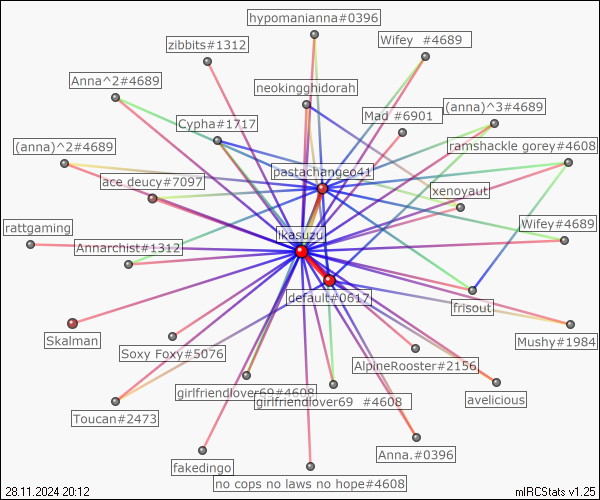 hypomanianna#0396
Wifey  #4689
zibbits#1312
Anna^2#4689
neokingghidorah
(anna)^3#4689
Mad #6901
Cypha#1717
ramshackle gorey#4608
(anna)^2#4689
pastachangeo41
ace deucy#7097
xenoyaut
rattgaming
jkasuzu
Wifey#4689
Annarchist#1312
default#0617
frisout
Skalman
Mushy#1984
Soxy Foxy#5076
AlpineRooster#2156
girlfriendlover69#4608
girlfriendlover69  #4608
avelicious
Toucan#2473
Anna.#0396
fakedingo
no cops no laws no hope#4608
28.11.2024 20:12
mIRCStats v1.25